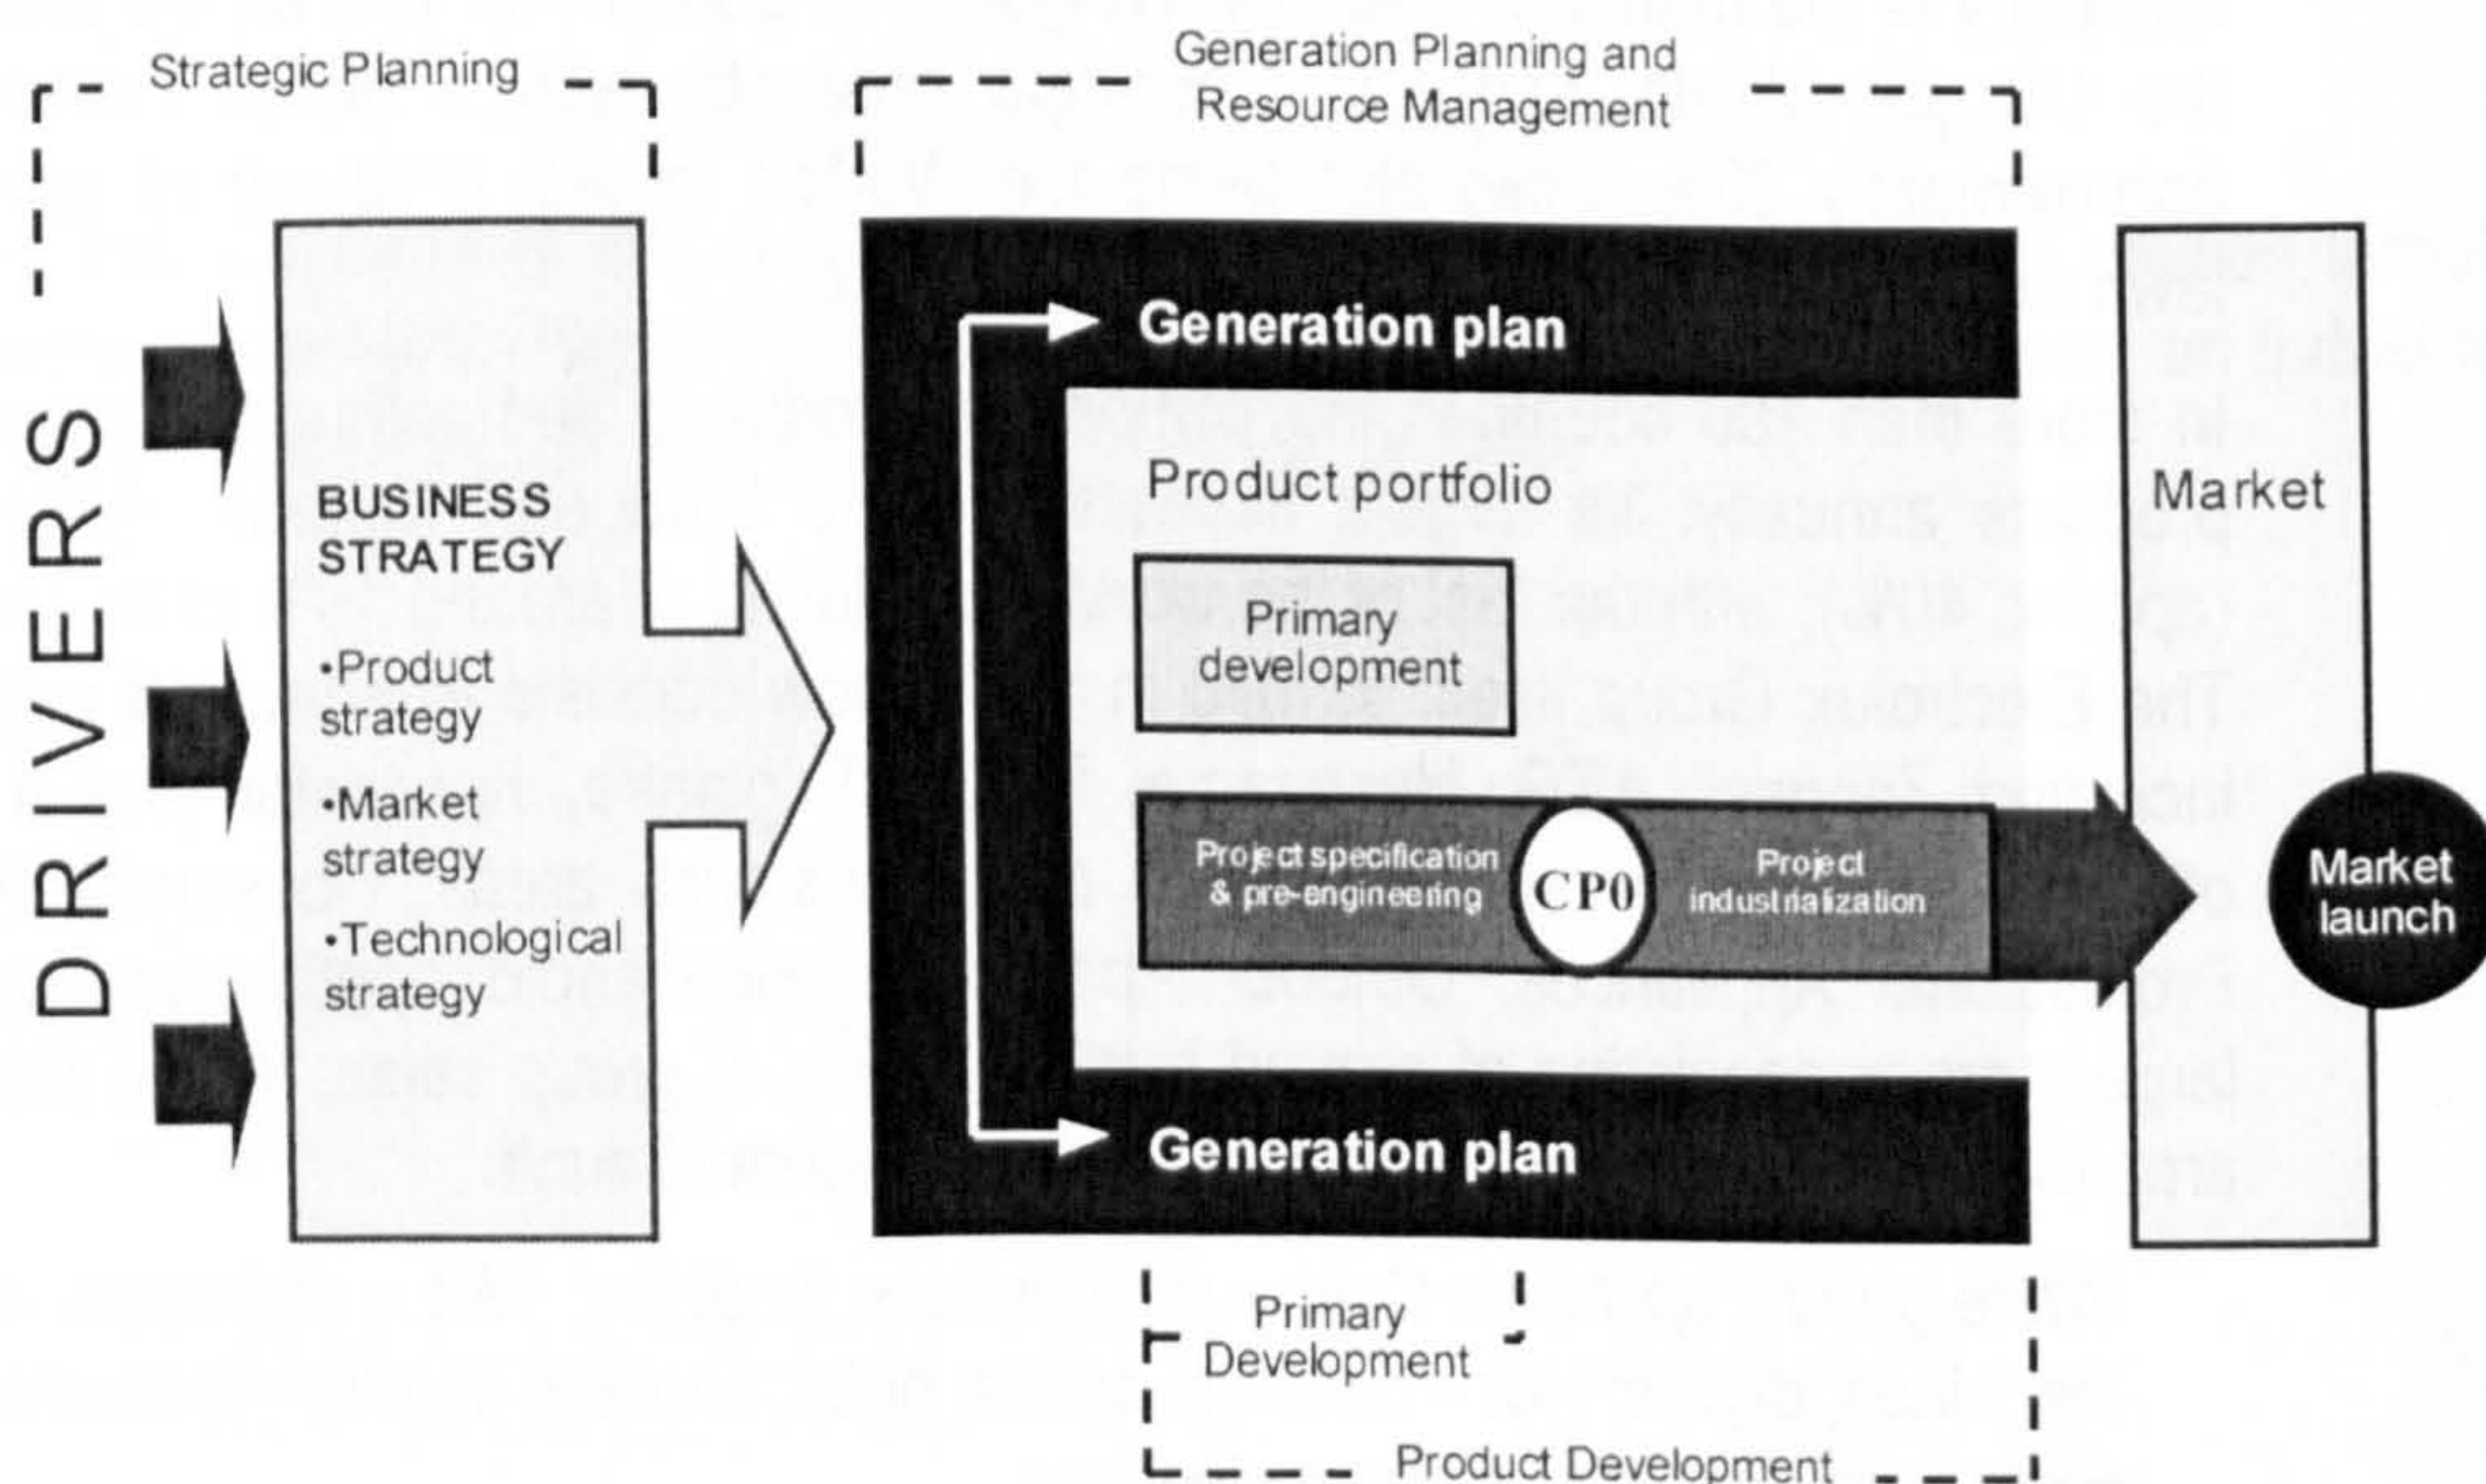 Strategic Planning
Generation Planning and
Resource Management
DRIVERS
BUSINESS
STRATEGY
•Product
strategy
•Market
strategy
•Technological
strategy
Generation plan
Product portfolio
Primary
development
Project specification
& pre-engineering
CP0
Project
industrialization
Generation plan
Market
Market
launch
Primary
Development
Product Development